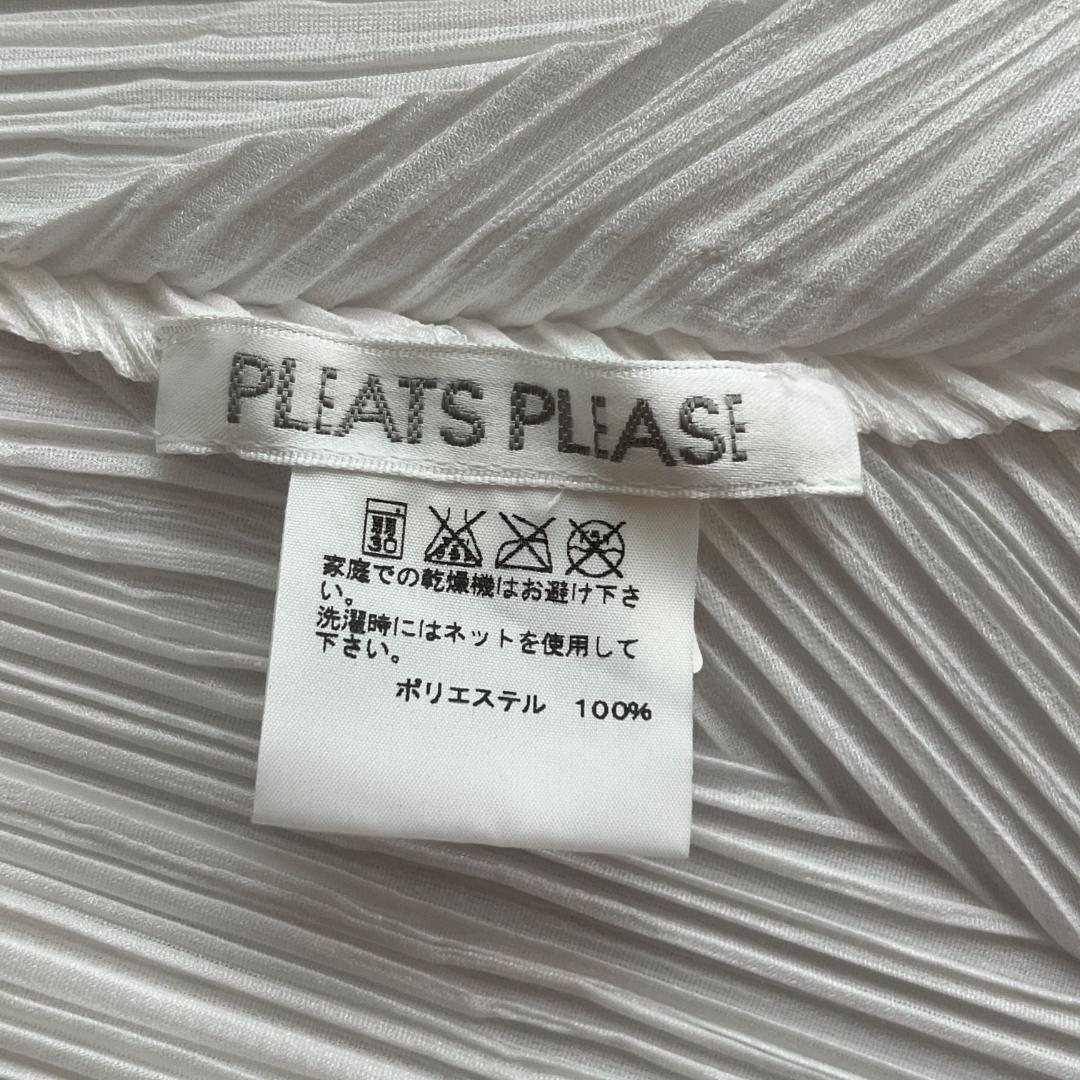 PLEATS PLEASE
弱
30
家庭での乾燥機はお避け下さ
い。
洗濯時にはネットを使用して
下さい。
ポリエステル 100%